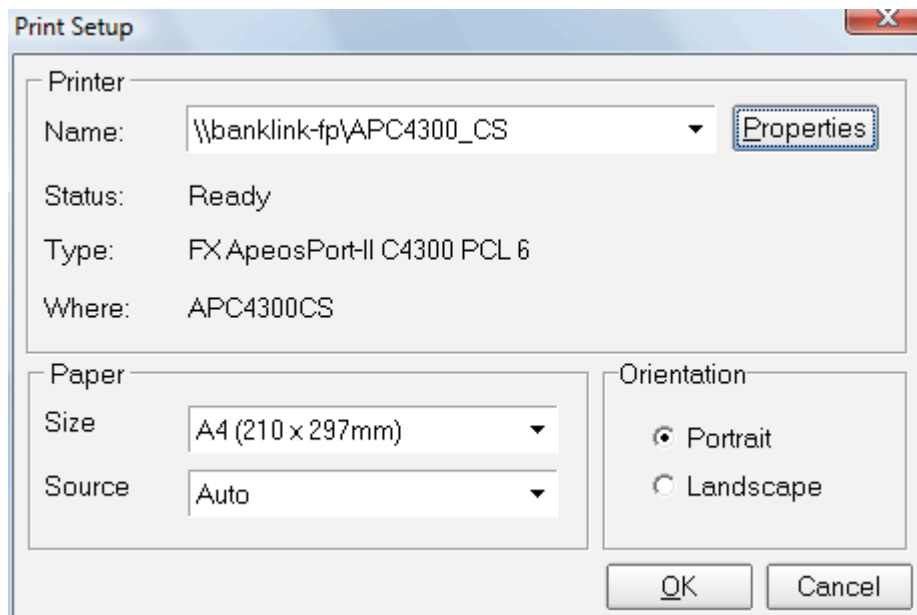 Print Setup
Printer
Name: \\banklink-fp\APC4300_CS Properties
Status: Ready
Type: FX ApeosPort-II C4300 PCL 6
Where: APC4300CS
Paper
Size A4 (210 x 297mm)
Source Auto
Orientation
Portrait
Landscape
OK Cancel